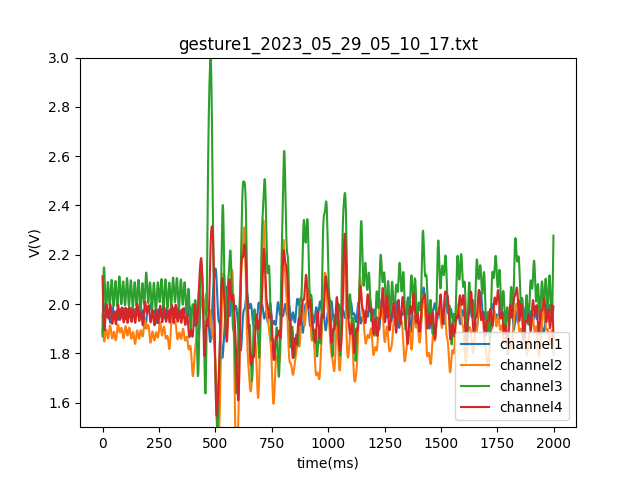 gesture1_2023_05_29_05_10_17.txt
V(V)
3.0
2.8
2.6
2.4
2.2
2.0
1.8
1.6
0 250 500 750 1000 1250 1500 1750 2000
time(ms)
channel1
channel2
channel3
channel4